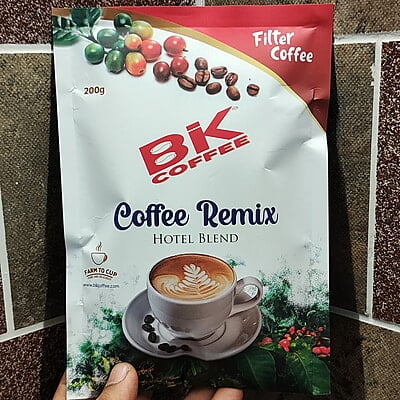 Filter
Coffee
200g
BK
COFFEE
Coffee Remix
HOTEL BLEND
FARM TO CUP
www.bkcoffee.com